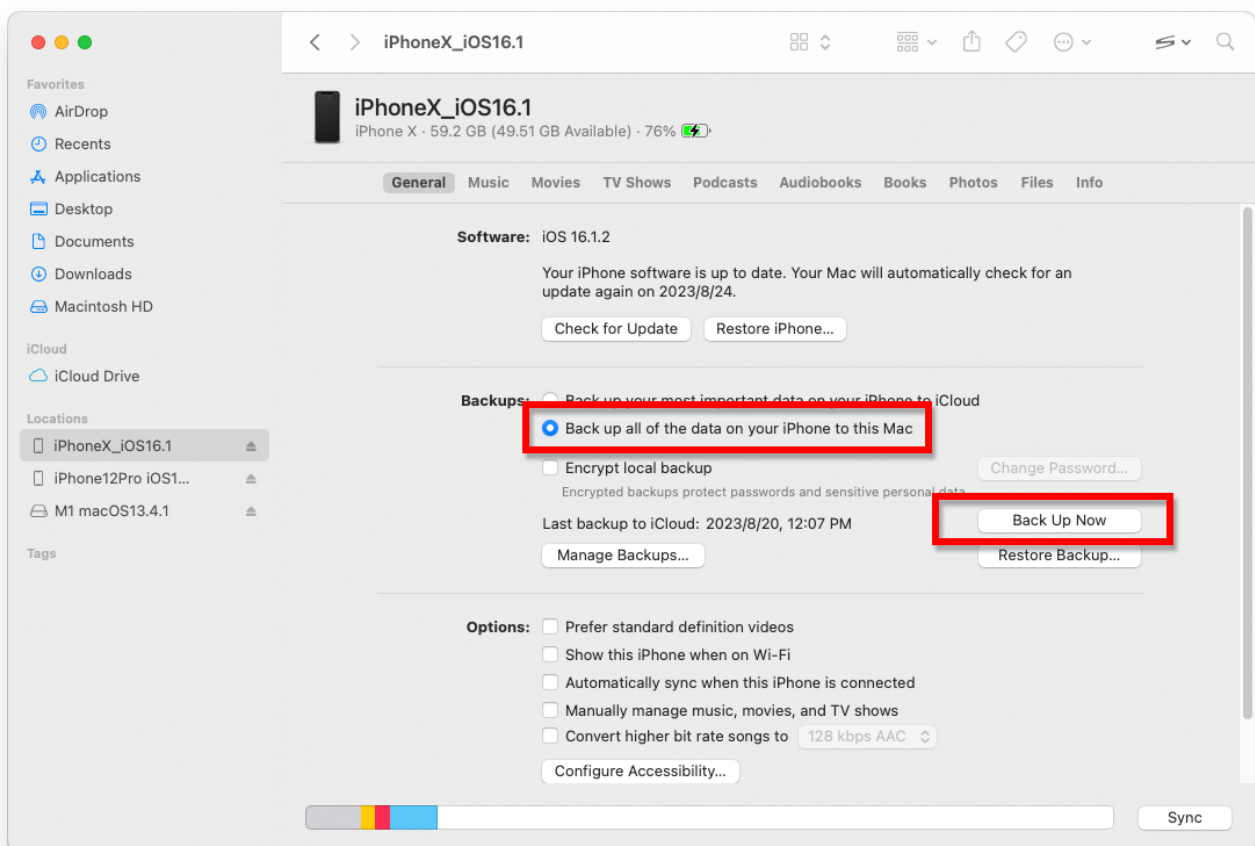 iPhoneX_iOS16.1
Favorites
AirDrop
Recents
Applications
Desktop
Documents
Downloads
Macintosh HD
iCloud
iCloud Drive
Locations
iPhoneX_iOS16.1
iPhone12Pro iOS1...
M1 macOS13.4.1
Tags
iPhoneX_iOS16.1
iPhone X · 59.2 GB (49.51 GB Available) · 76%
General Music Movies TV Shows Podcasts Audiobooks Books Photos Files Info
Software: iOS 16.1.2
Your iPhone software is up to date. Your Mac will automatically check for an
update again on 2023/8/24.
Check for Update Restore iPhone...
Backups: Back up your most important data on your iPhone to iCloud
Back up all of the data on your iPhone to this Mac
Encrypt local backup Change Password...
Encrypted backups protect passwords and sensitive personal data.
Last backup to iCloud: 2023/8/20, 12:07 PM Back Up Now
Manage Backups... Restore Backup...
Options: Prefer standard definition videos
Show this iPhone when on Wi-Fi
Automatically sync when this iPhone is connected
Manually manage music, movies, and TV shows
Convert higher bit rate songs to 128 kbps AAC
Configure Accessibility...
Sync